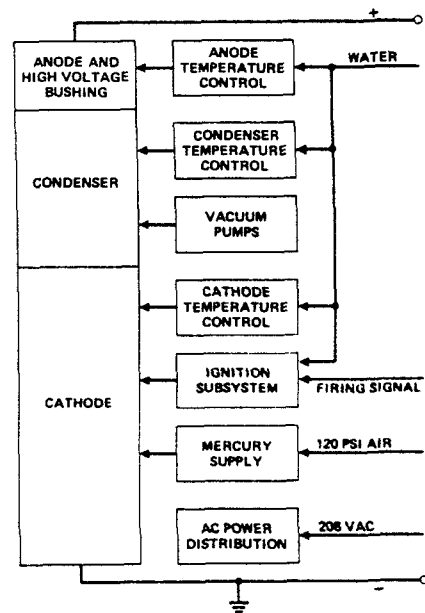 +
ANODE AND
HIGH VOLTAGE
BUSHING
ANODE
TEMPERATURE
CONTROL
WATER
CONDENSER
TEMPERATURE
CONTROL
CONDENSER
VACUUM
PUMPS
CATHODE
TEMPERATURE
CONTROL
CATHODE
IGNITION
SUBSYSTEM
FIRING SIGNAL
MERCURY
SUPPLY
120 PSI AIR
AC POWER
DISTRIBUTION
208 VAC
-